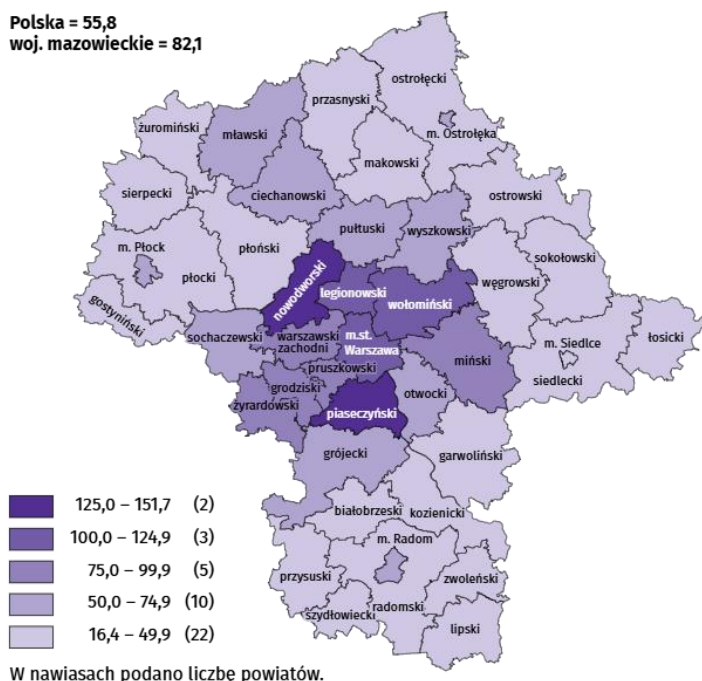 Polska = 55,8
woj. mazowieckie = 82,1
ostrołęcki
przasnyski
żuromiński
mławski
m. Ostrołęka
makowski
ciechanowski
sierpecki
ostrowski
pułtuski
wyszkowski
m. Płock
płoński
sokołowski
płocki
węgrowski
nowodworski
legionowski
wołomiński
gostyniński
sochaczewski
warszawski
zachodni
m.st.
Warszawa
m. Siedlce
łosicki
miński
siedlecki
pruszkowski
grodziski
otwocki
żyrardowski
piaseczyński
grójecki
garwoliński
białobrzeski
kozienicki
m. Radom
przysuski
zwoleński
szydłowiecki
radomski
lipski
125,0 – 151,7 (2)
100,0 – 124,9 (3)
75,0 – 99,9 (5)
50,0 – 74,9 (10)
16,4 – 49,9 (22)
W nawiasach podano liczbę powiatów.